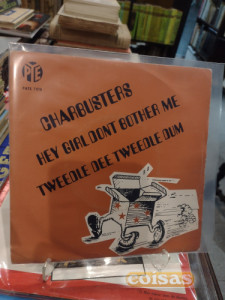 PYE
CHARBUSTERS
HEY GIRL DONT BOTHER ME
TWEEDLE DEE TWEEDLE DUM
coisas